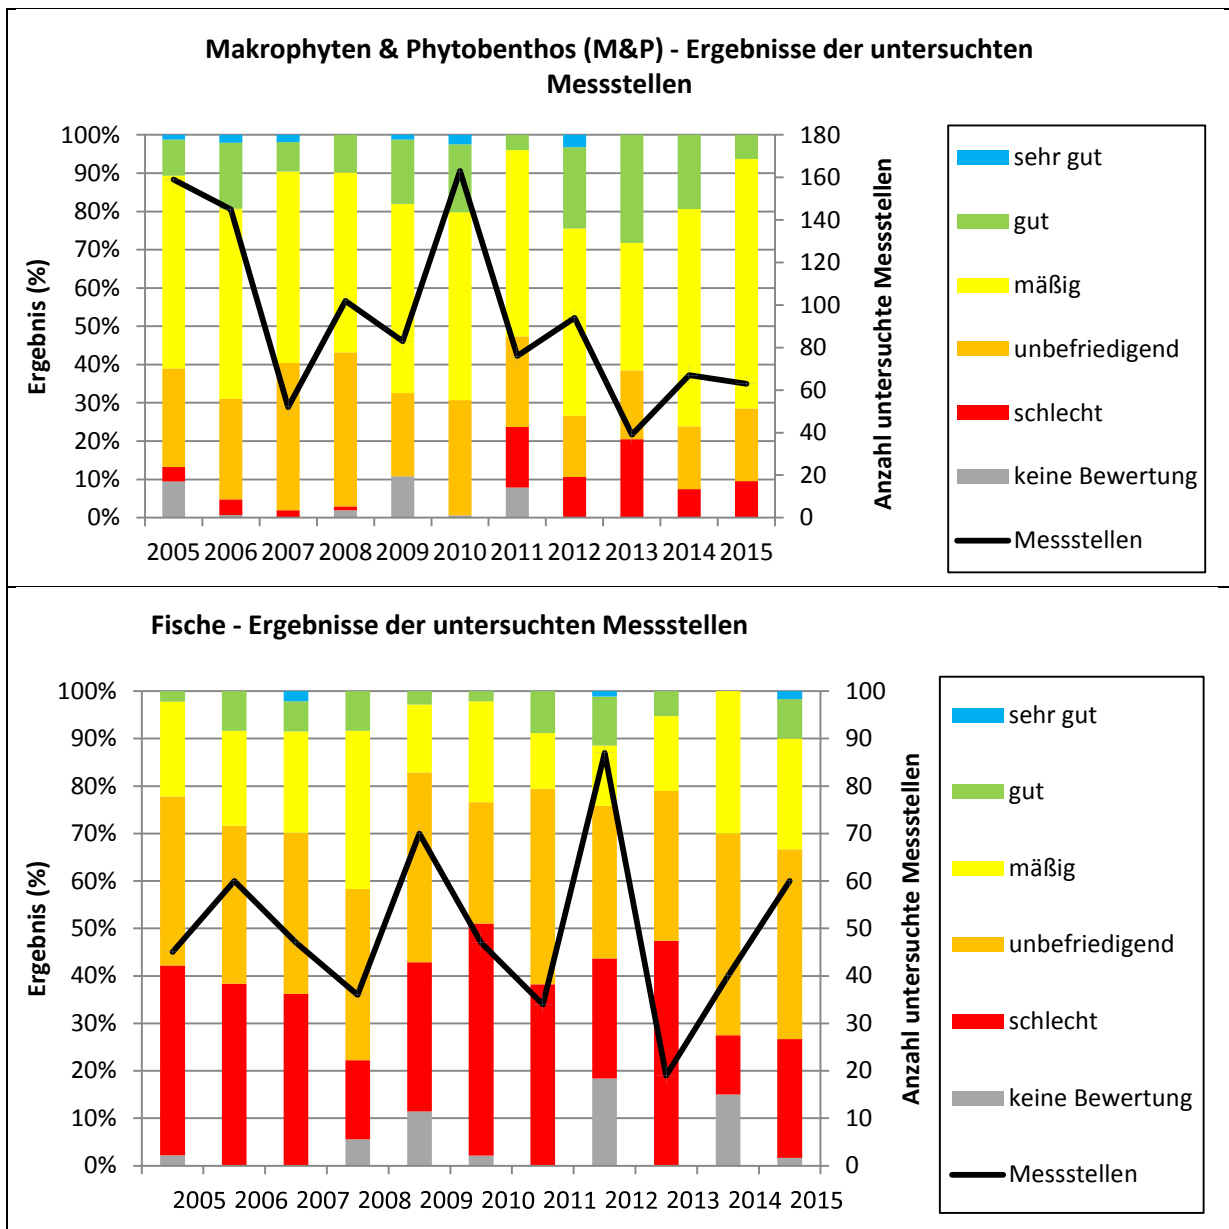 Makrophyten & Phytobenthos (M&P) - Ergebnisse der untersuchten
Messstellen
Ergebnis (%)
100%
90%
80%
70%
60%
50%
40%
30%
20%
10%
0%
180
160
140
120
100
80
60
40
20
0
Anzahl untersuchte Messstellen
2005 2006 2007 2008 2009 2010 2011 2012 2013 2014 2015
sehr gut
gut
mäßig
unbefriedigend
schlecht
keine Bewertung
Messstellen
Fische - Ergebnisse der untersuchten Messstellen
Ergebnis (%)
100%
90%
80%
70%
60%
50%
40%
30%
20%
10%
0%
100
90
80
70
60
50
40
30
20
10
0
Anzahl untersuchte Messstellen
2005 2006 2007 2008 2009 2010 2011 2012 2013 2014 2015
sehr gut
gut
mäßig
unbefriedigend
schlecht
keine Bewertung
Messstellen